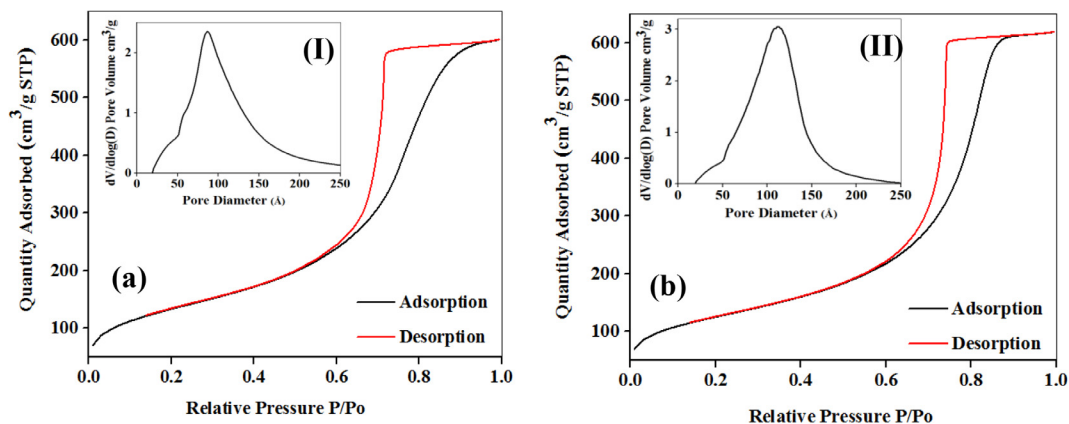 (a)
(I)
dV/dlog(D) Pore Volume cm³/g
2
1
0
0 50 100 150 200 250
Pore Diameter (Å)
Quantity Adsorbed (cm³/g STP)
600
500
400
300
200
100
Adsorption
Desorption
0.0 0.2 0.4 0.6 0.8 1.0
Relative Pressure P/Po
(b)
(II)
dV/dlog(D) Pore Volume cm³/g
3
2
1
0
0 50 100 150 200 250
Pore Diameter (Å)
Quantity Adsorbed (cm³/g STP)
600
500
400
300
200
100
(b)
Adsorption
Desorption
0.2 0.4 0.6 0.8 1.0
Relative Pressure P/Po